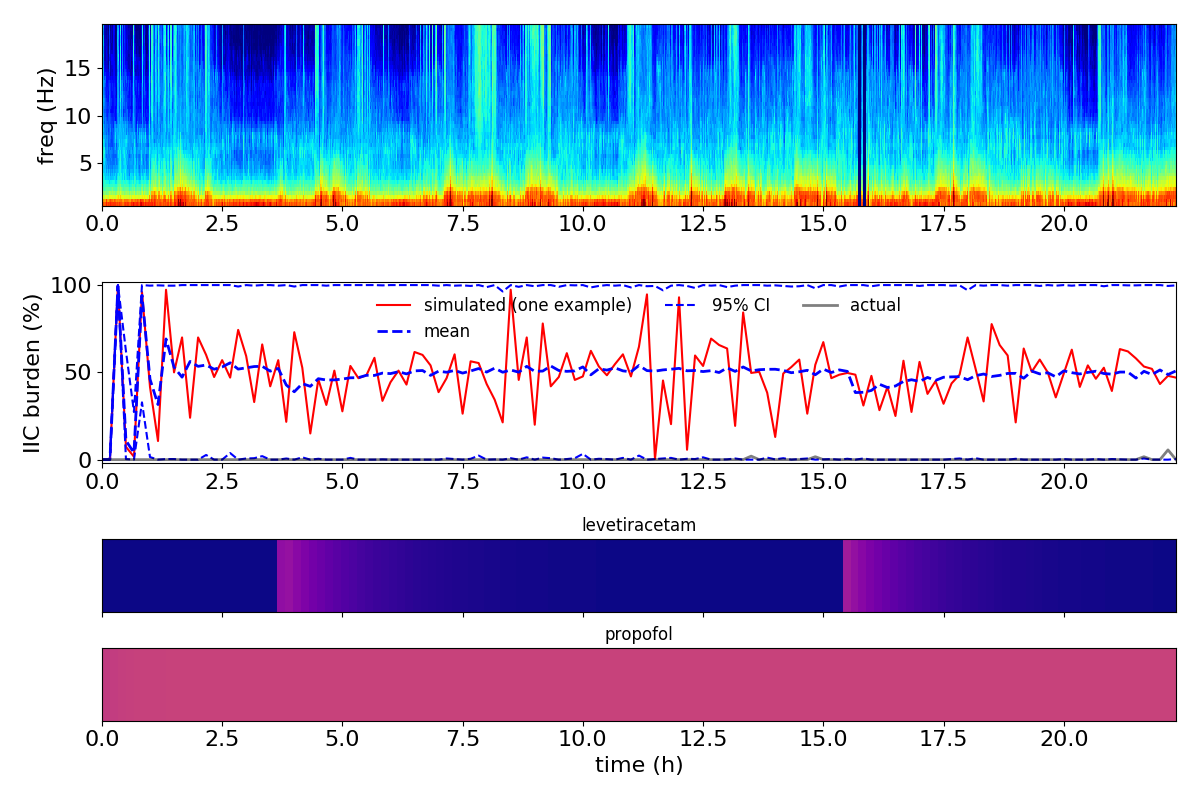 freq (Hz)
15
10
5
0.0 2.5 5.0 7.5 10.0 12.5 15.0 17.5 20.0
IIC burden (%)
100
50
0
simulated (one example) 95% CI actual
mean
0.0 2.5 5.0 7.5 10.0 12.5 15.0 17.5 20.0
levetiracetam
propofol
0.0 2.5 5.0 7.5 10.0 12.5 15.0 17.5 20.0
time (h)